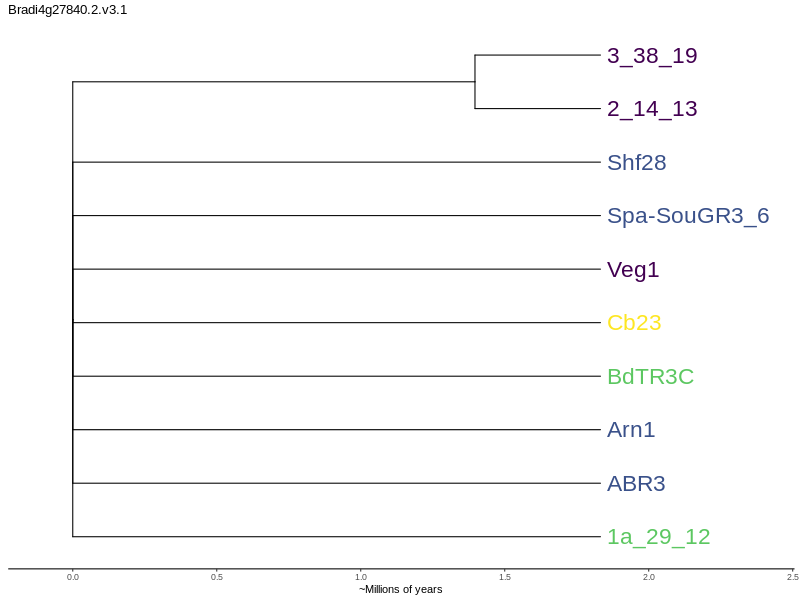 Bradi4g27840.2.v3.1
3_38_19
2_14_13
Shf28
Spa-SouGR3_6
Veg1
Cb23
BdTR3C
Arn1
ABR3
1a_29_12
0.0 0.5 1.0 1.5 2.0 2.5
~Millions of years